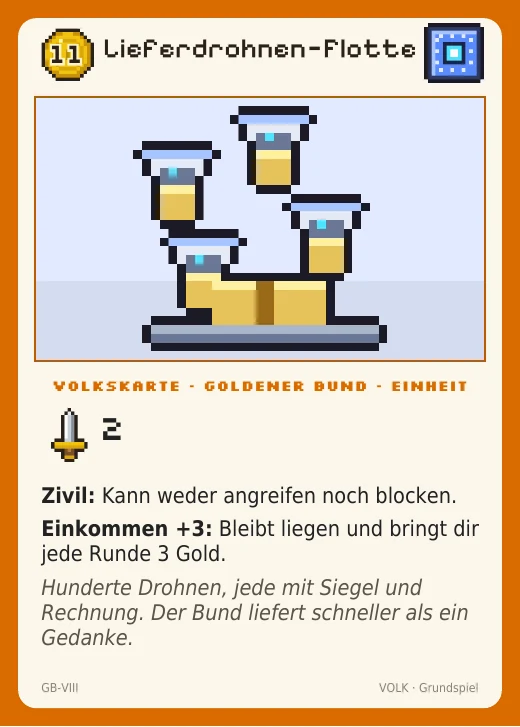 11 Lieferdrohnen-Flotte
VOLKSKARTE · GOLDENER BUND · EINHEIT
2
Zivil: Kann weder angreifen noch blocken.
Einkommen +3: Bleibt liegen und bringt dir
jede Runde 3 Gold.
Hunderte Drohnen, jede mit Siegel und
Rechnung. Der Bund liefert schneller als ein
Gedanke.
GB-VIII VOLK · Grundspiel